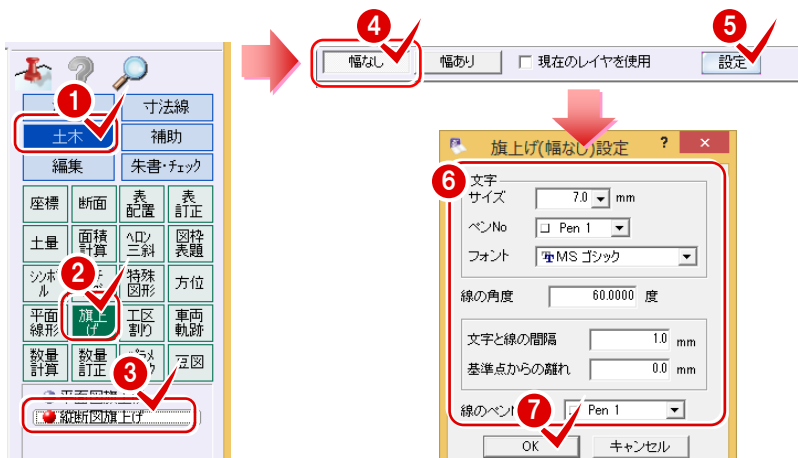 1
寸法線
土木
補助
編集
朱書・チェック
座標
断面
表
配置
表
訂正
土量
面積
計算
ヘロン
三斜
図枠
表題
2
特殊
図形
方位
平面
線形
旗上
げ
工区
割り
車両
軌跡
数量
計算
数量
訂正
豆図
3
縦断図旗上げ
4
5
幅なし
幅あり
現在のレイヤを使用
設定
旗上げ(幅なし)設定
?
×
6
文字
サイズ
7.0
mm
ペンNo
Pen 1
フォント
MS ゴシック
線の角度
60.0000
度
文字と線の間隔
1.0
mm
基準点からの離れ
0.0
mm
7
Pen 1
OK
キャンセル